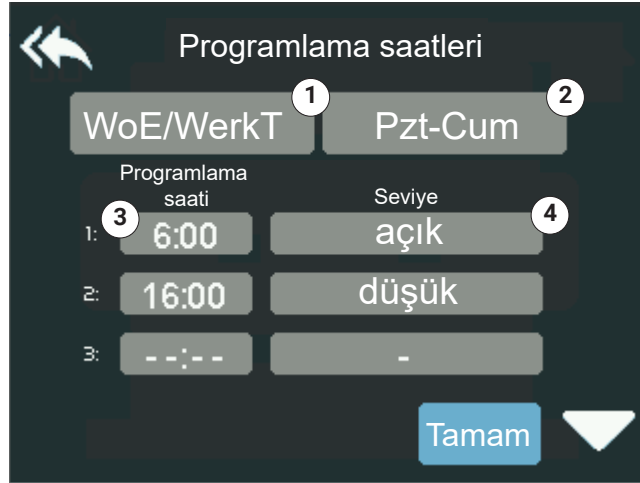 Programlama saatleri
1 2
WoE/WerkT Pzt-Cum
Programlama
saati Seviye
3 4
1: 6:00 açık
2: 16:00 düşük
3: --:-- -
Tamam